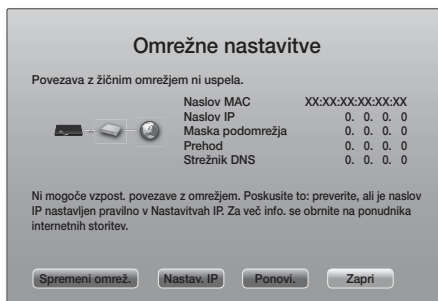 Omrežne nastavitve
Povezava z žičnim omrežjem ni uspela.
Naslov MAC XX:XX:XX:XX:XX:XX
Naslov IP 0. 0. 0. 0
Maska podomrežja 0. 0. 0. 0
Prehod 0. 0. 0. 0
Strežnik DNS 0. 0. 0. 0
Ni mogoče vzpost. povezave z omrežjem. Poskusite to: preverite, ali je naslov
IP nastavljen pravilno v Nastavitvah IP. Za več info. se obrnite na ponudnika
internetnih storitev.
Spremeni omrež. Nastav. IP Ponovi. Zapri